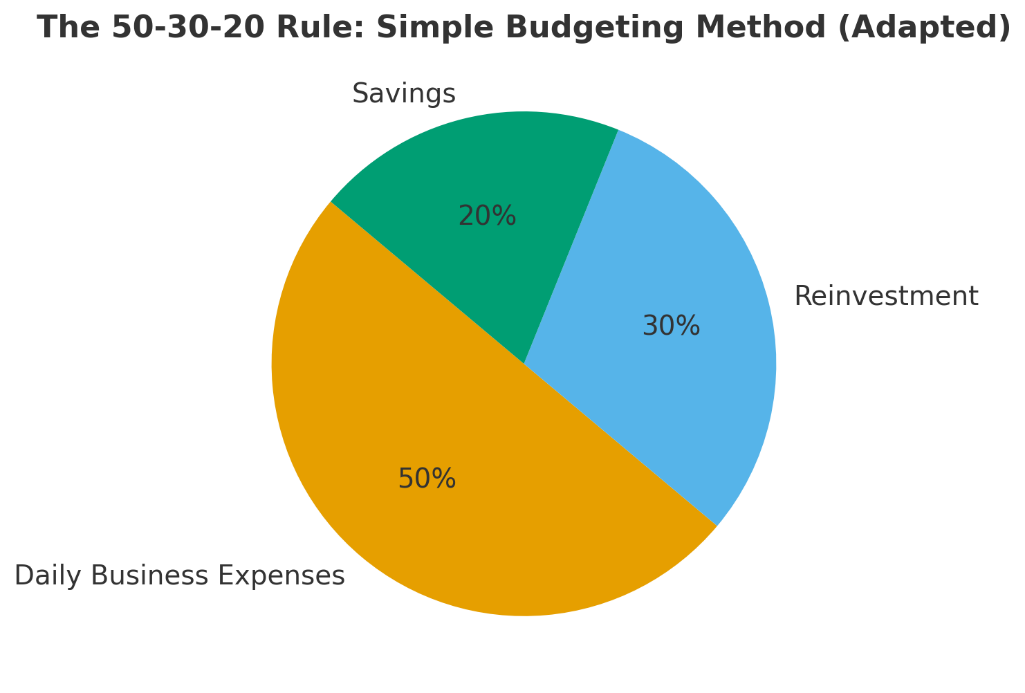 The 50-30-20 Rule: Simple Budgeting Method (Adapted)
Savings
20%
Reinvestment
30%
50%
Daily Business Expenses